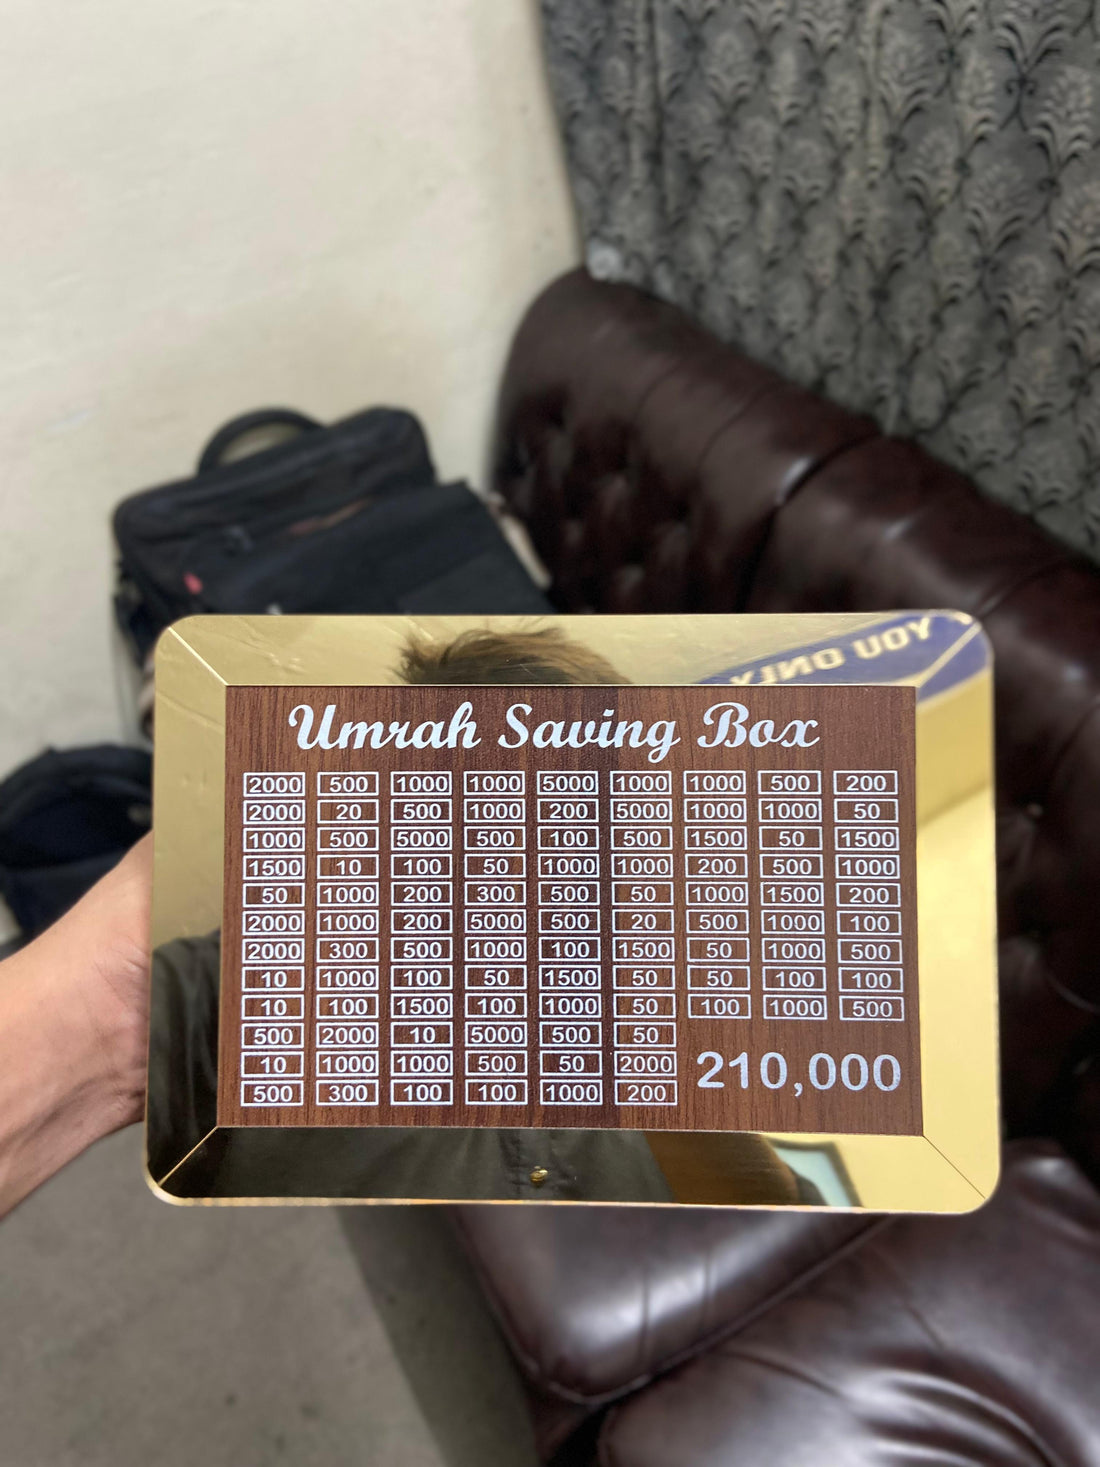 Umrah Saving Box
2000 500 1000 1000 5000 1000 1000 500 200
2000 20 500 1000 200 5000 1000 1000 50
1000 500 5000 500 100 500 1500 50 1500
1500 10 100 50 1000 1000 200 500 1000
50 1000 200 300 500 50 1000 1500 200
2000 1000 200 5000 500 20 500 1000 100
2000 300 500 1000 100 1500 50 1000 500
10 1000 100 50 1500 50 50 100 100
10 100 1500 100 1000 50 100 1000 500
500 2000 10 5000 500 50
10 1000 1000 500 50 2000
500 300 100 100 1000 200
210,000
YOU ONLY